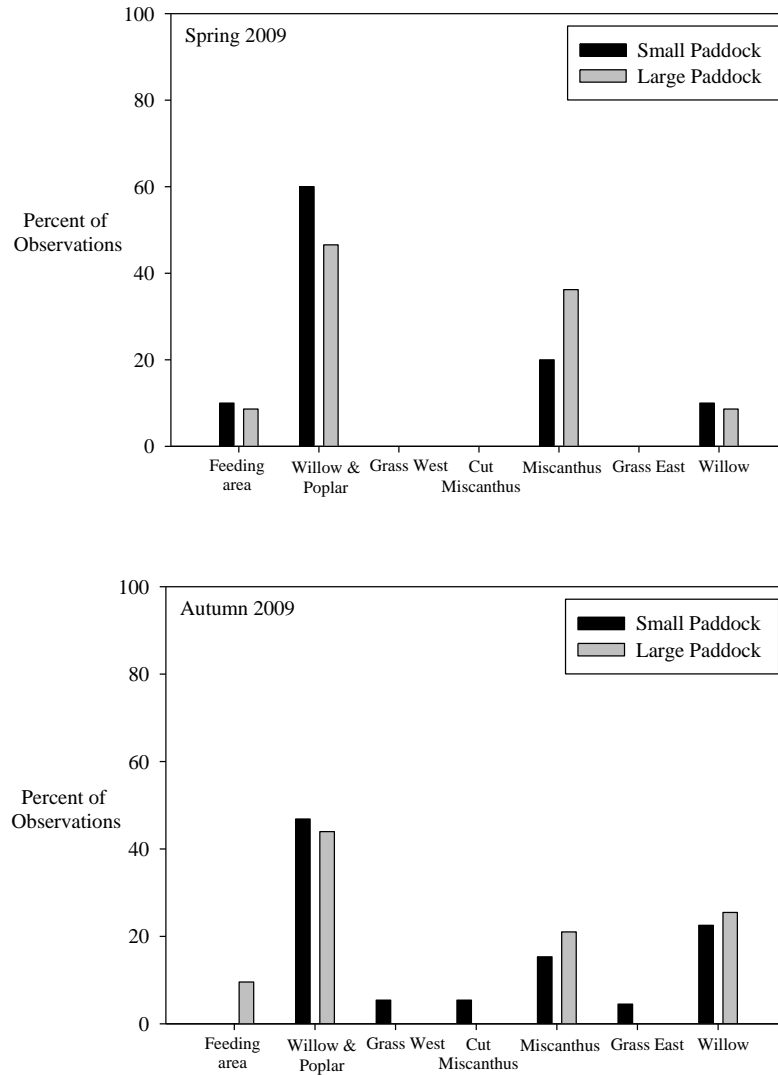 Spring 2009
Small Paddock
Large Paddock
100
80
60
40
20
0
Percent of
Observations
Feeding
area
Willow &
Poplar
Grass West
Cut
Miscanthus
Miscanthus
Grass East
Willow
Autumn 2009
Small Paddock
Large Paddock
100
80
60
40
20
0
Percent of
Observations
Feeding
area
Willow &
Poplar
Grass West
Cut
Miscanthus
Miscanthus
Grass East
Willow